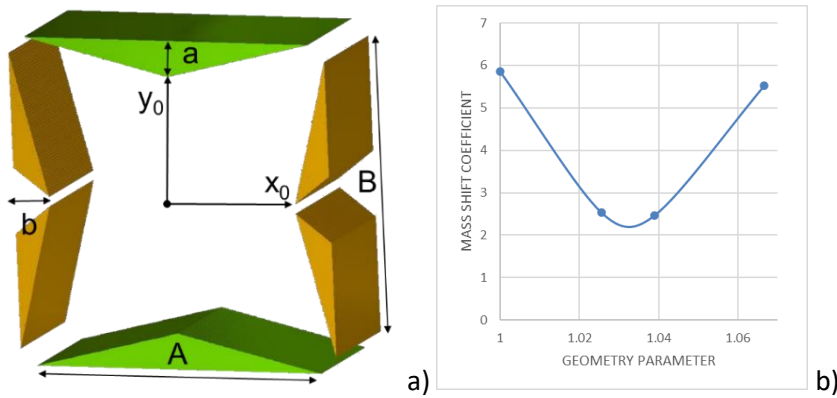 a
y₀
x₀
B
b
A
a)
7
6
5
4
3
2
1
0
1
1.02
1.04
1.06
MASS SHIFT COEFFICIENT
GEOMETRY PARAMETER
b)